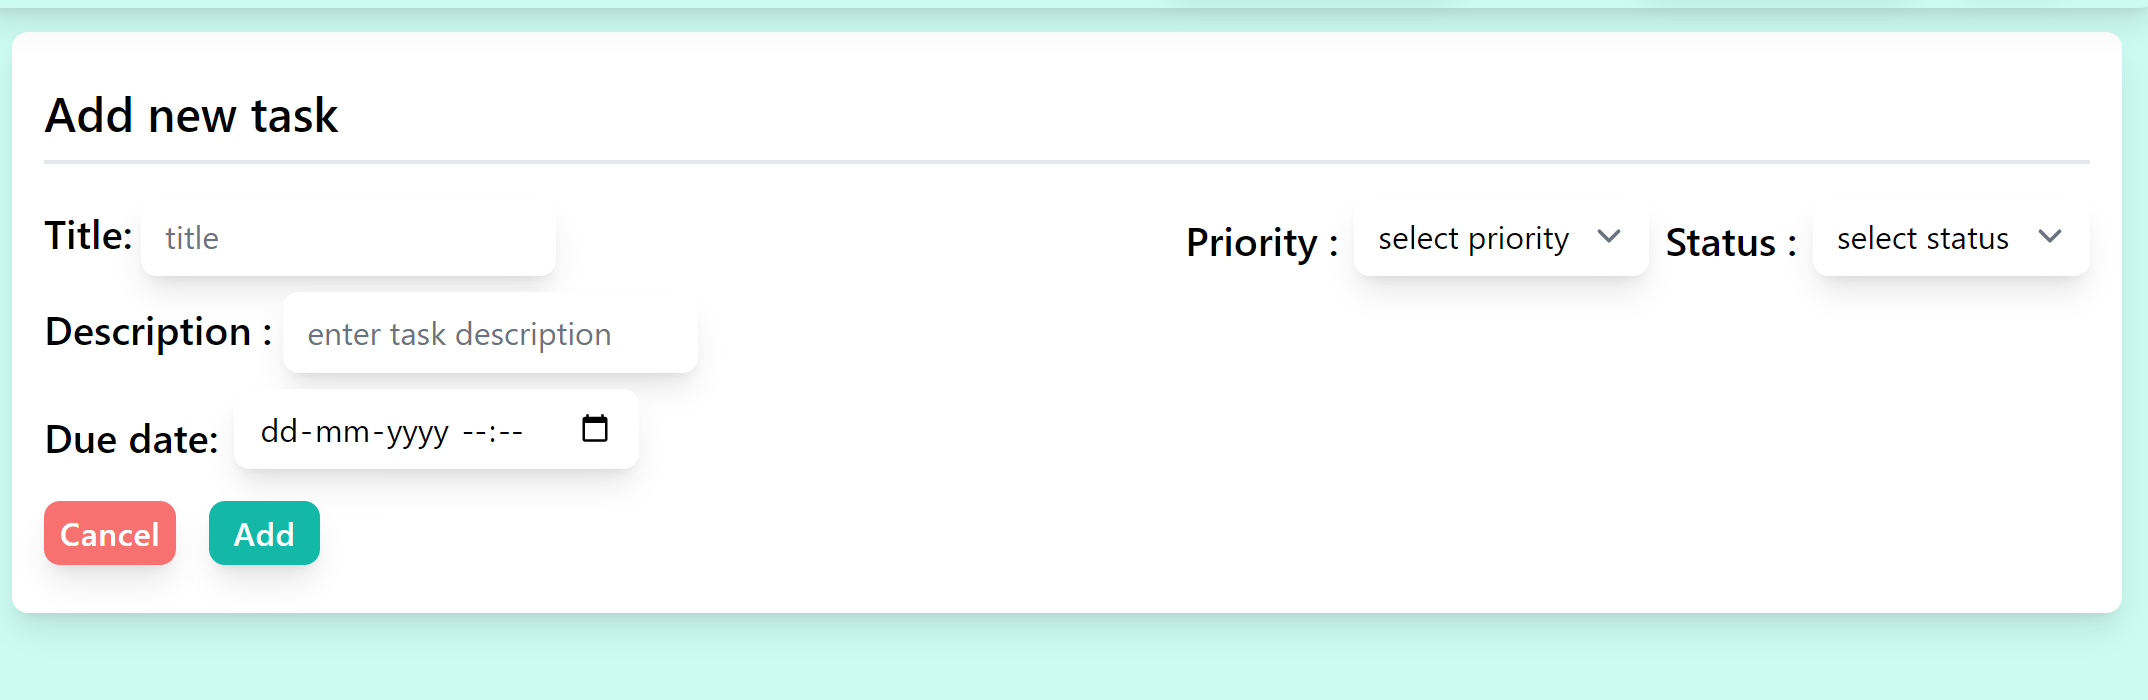 Add new task
Title: title Priority : select priority Status : select status
Description : enter task description
Due date: dd-mm-yyyy --:--
Cancel Add